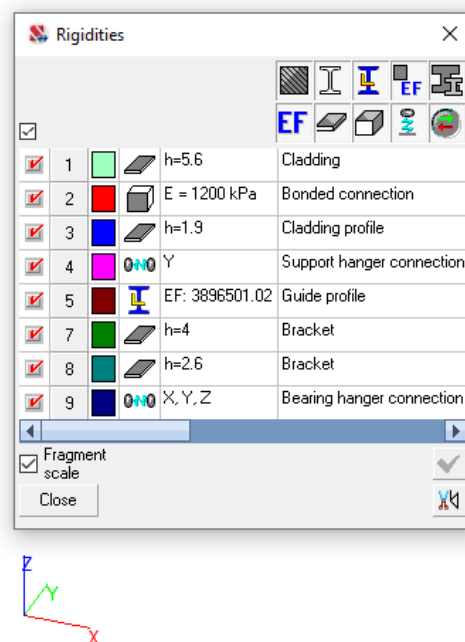 Rigidities
EF
EF
1 h=5.6 Cladding
2 E = 1200 kPa Bonded connection
3 h=1.9 Cladding profile
4 Y Support hanger connection
5 EF: 3896501.02 Guide profile
7 h=4 Bracket
8 h=2.6 Bracket
9 X, Y, Z Bearing hanger connection
Fragment
scale
Close
Z
Y
X